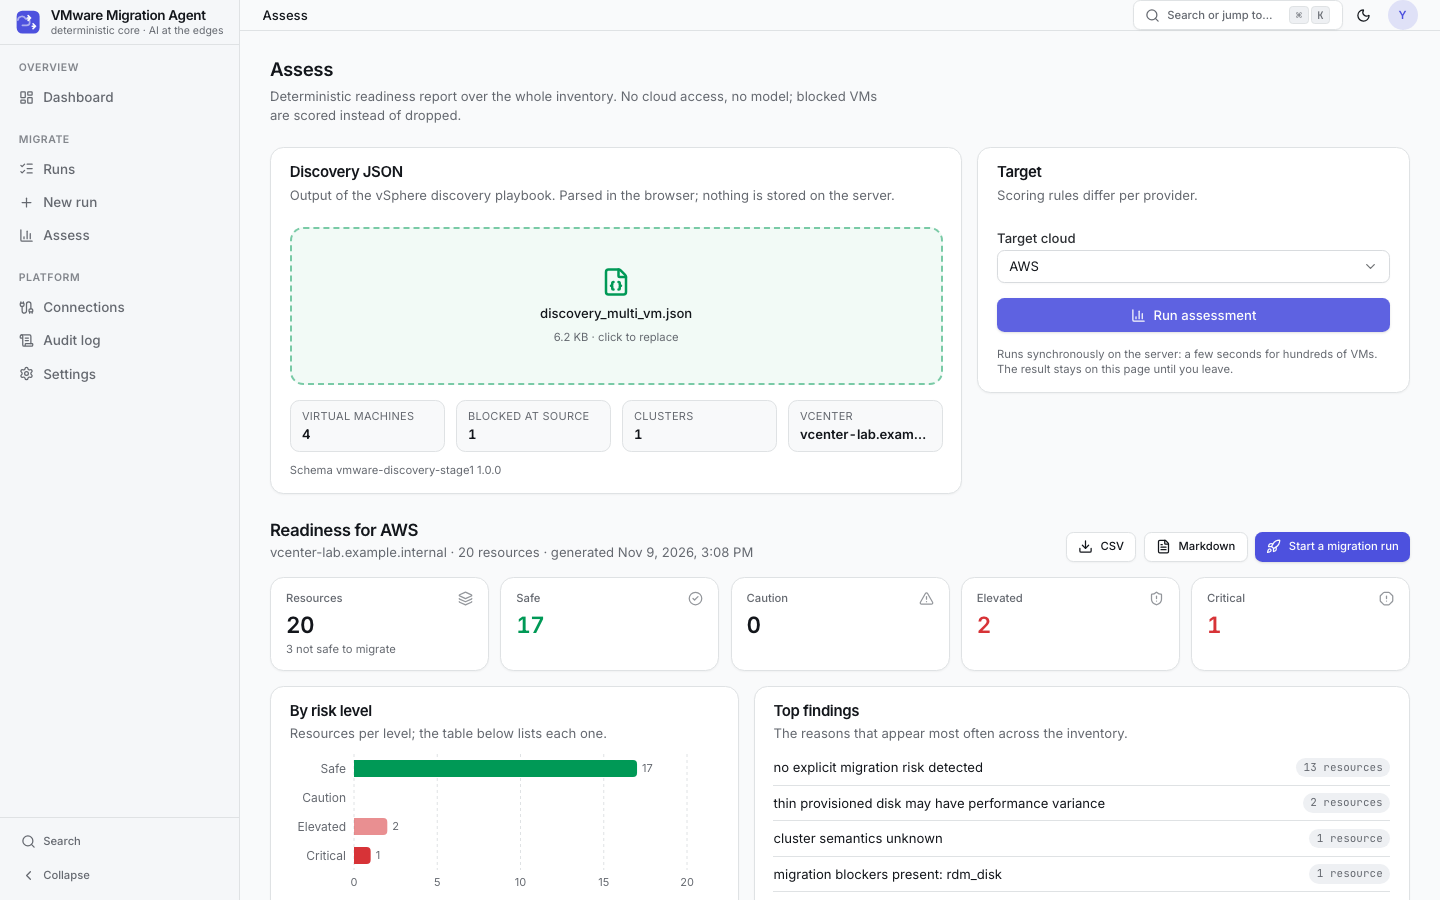 VMware Migration Agent
deterministic core · AI at the edges
OVERVIEW
Dashboard
MIGRATE
Runs
New run
Assess
PLATFORM
Connections
Audit log
Settings
Search
Collapse
Assess
Search or jump to...
⌘ K
Y
Assess
Deterministic readiness report over the whole inventory. No cloud access, no model; blocked VMs
are scored instead of dropped.
Discovery JSON
Output of the vSphere discovery playbook. Parsed in the browser; nothing is stored on the server.
discovery_multi_vm.json
6.2 KB · click to replace
VIRTUAL MACHINES
4
BLOCKED AT SOURCE
1
CLUSTERS
1
VCENTER
vcenter-lab.exam...
Schema vmware-discovery-stage1 1.0.0
Target
Scoring rules differ per provider.
Target cloud
AWS
Run assessment
Runs synchronously on the server: a few seconds for hundreds of VMs.
The result stays on this page until you leave.
Readiness for AWS
vcenter-lab.example.internal · 20 resources · generated Nov 9, 2026, 3:08 PM
CSV
Markdown
Start a migration run
Resources
20
3 not safe to migrate
Safe
17
Caution
0
Elevated
2
Critical
1
By risk level
Resources per level; the table below lists each one.
Safe 17
Caution
Elevated 2
Critical 1
0 5 10 15 20
Top findings
The reasons that appear most often across the inventory.
no explicit migration risk detected 13 resources
thin provisioned disk may have performance variance 2 resources
cluster semantics unknown 1 resource
migration blockers present: rdm_disk 1 resource